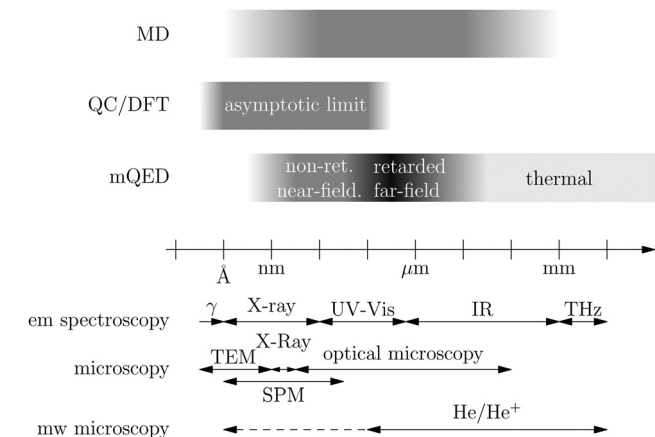 MD
QC/DFT asymptotic limit
mQED
non-ret. retarded
near-field. far-field
thermal
Å nm μm mm
em spectroscopy γ X-ray UV-Vis IR THz
microscopy TEM X-Ray optical microscopy
SPM
mw microscopy He/He⁺